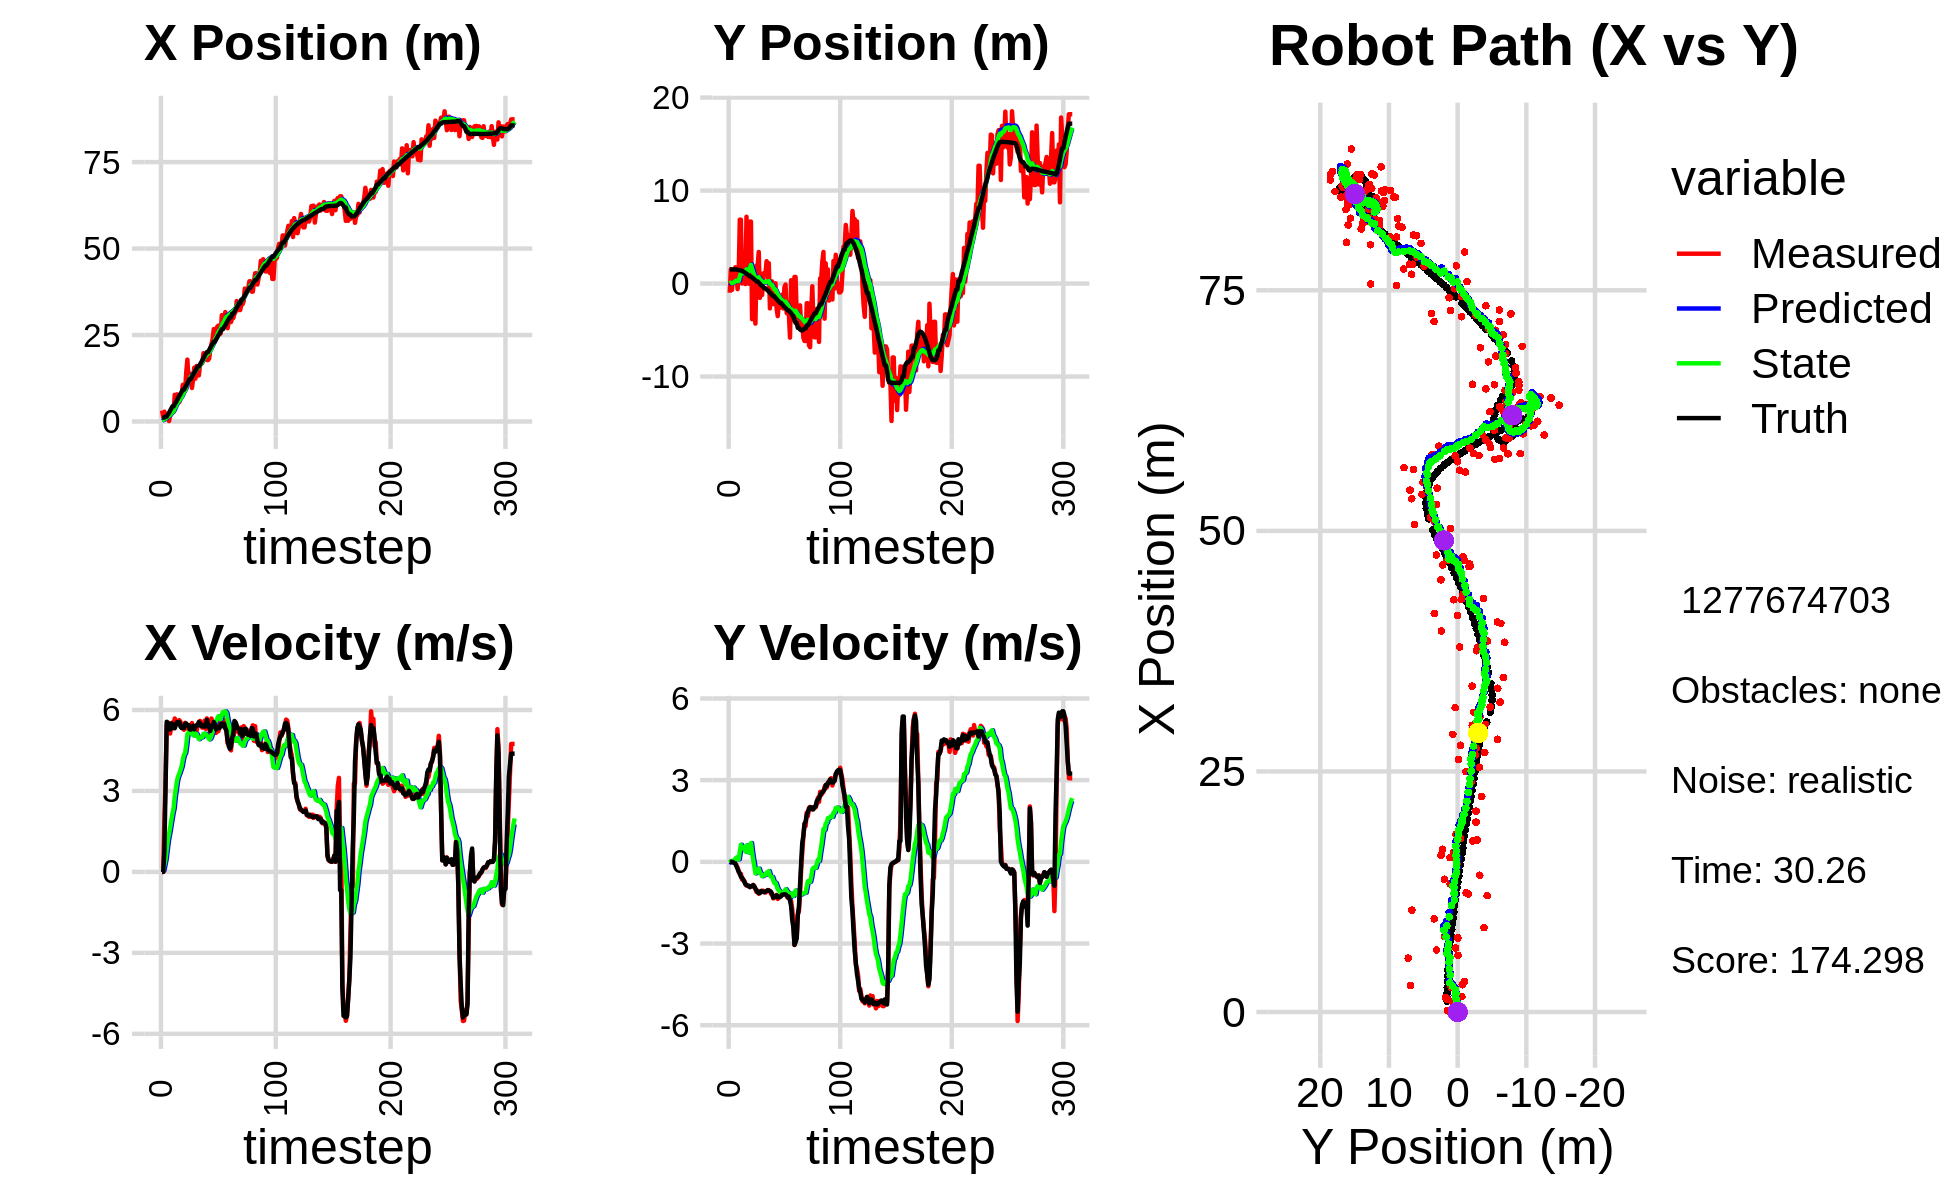 X Position (m)
75
50
25
0
0
100
200
300
timestep
Y Position (m)
20
10
0
-10
0
100
200
300
timestep
X Velocity (m/s)
6
3
0
-3
-6
0
100
200
300
timestep
Y Velocity (m/s)
6
3
0
-3
-6
0
100
200
300
timestep
Robot Path (X vs Y)
X Position (m)
75
50
25
0
20 10 0 -10 -20
Y Position (m)
variable
Measured
Predicted
State
Truth
1277674703
Obstacles: none
Noise: realistic
Time: 30.26
Score: 174.298